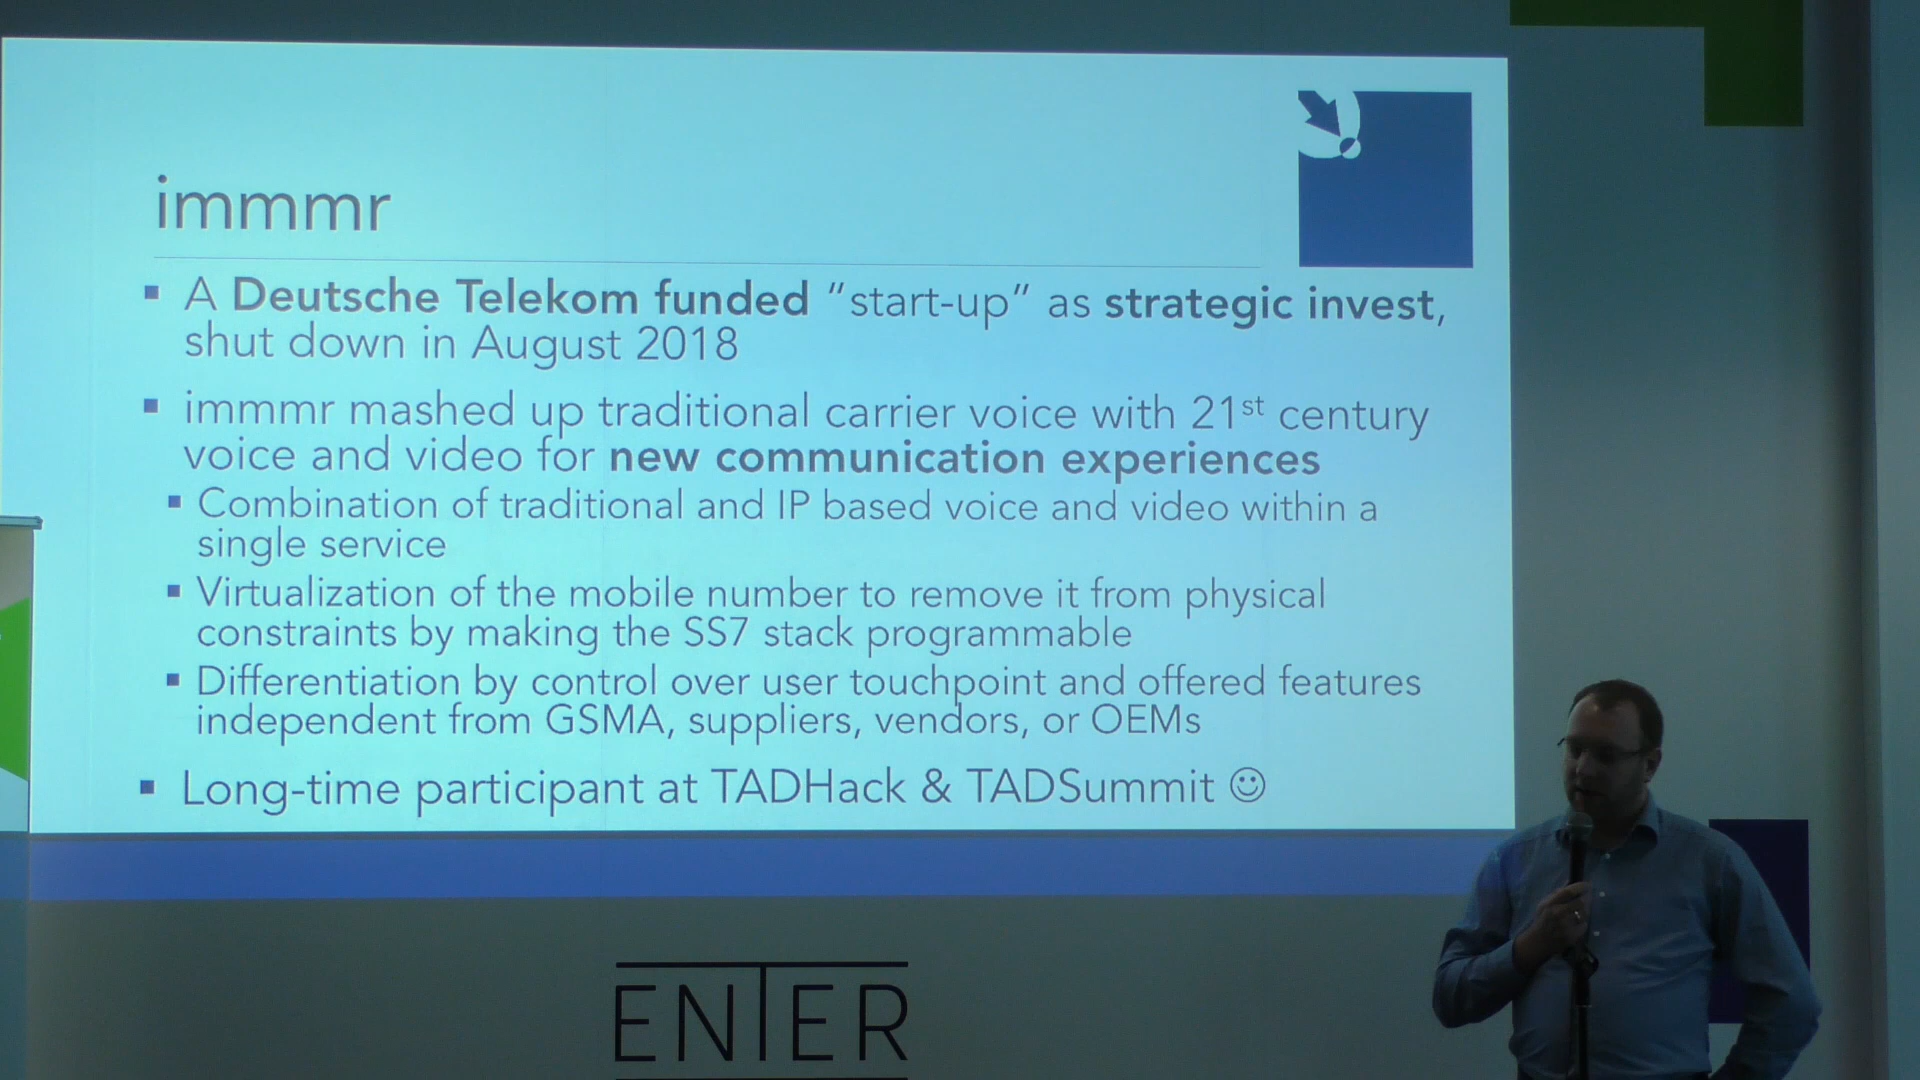 immmr
▪ A Deutsche Telekom funded “start-up” as strategic invest,
shut down in August 2018
▪ immmr mashed up traditional carrier voice with 21st century
voice and video for new communication experiences
▪ Combination of traditional and IP based voice and video within a
single service
▪ Virtualization of the mobile number to remove it from physical
constraints by making the SS7 stack programmable
▪ Differentiation by control over user touchpoint and offered features
independent from GSMA, suppliers, vendors, or OEMs
▪ Long-time participant at TADHack & TADSummit ☺
ENTER